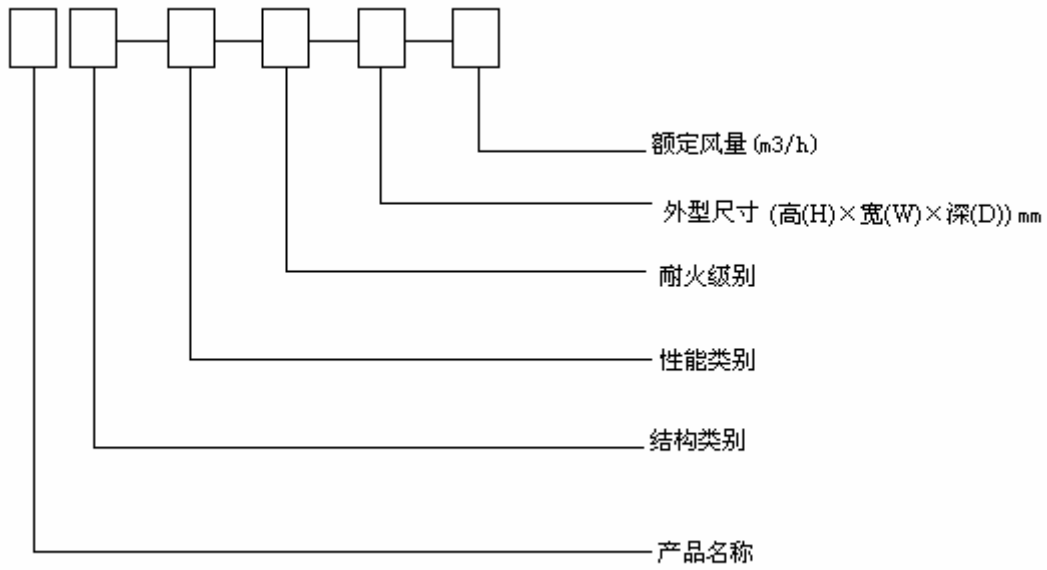 额定风量(m3/h)
外型尺寸 (高(H)×宽(W)×深(D)) mm
耐火级别
性能类别
结构类别
产品名称